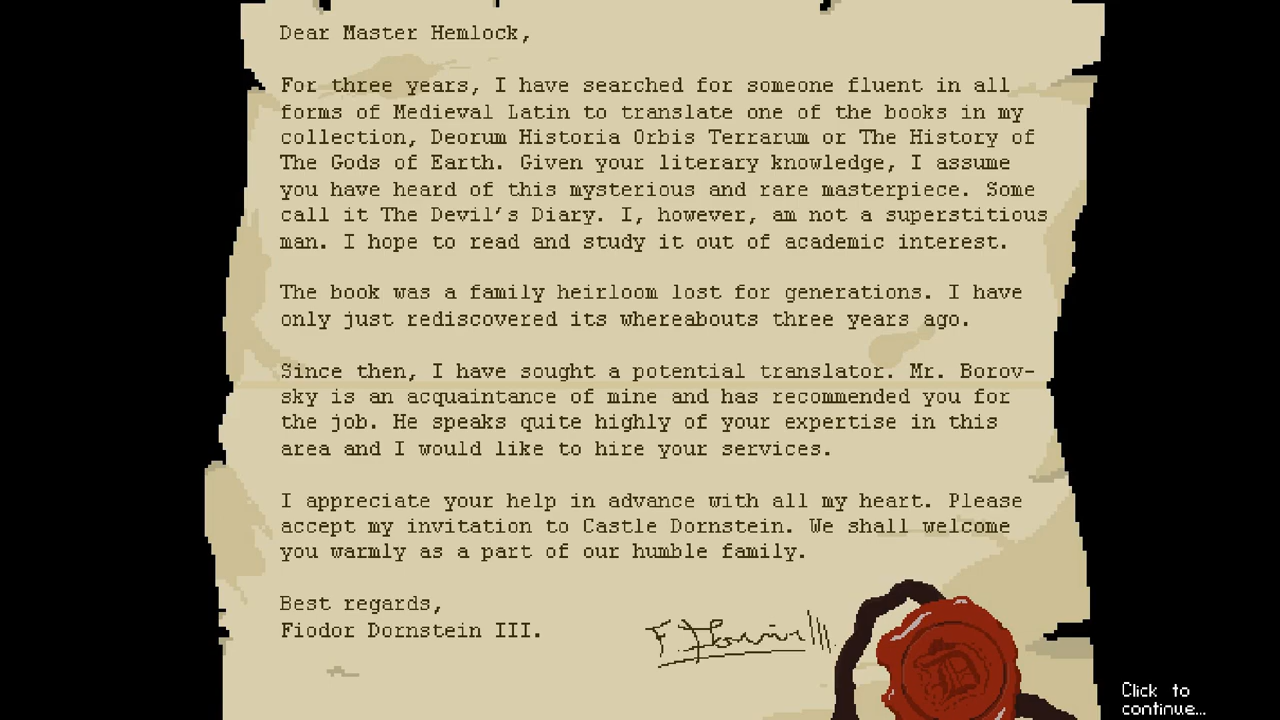 Dear Master Hemlock,
For three years, I have searched for someone fluent in all
forms of Medieval Latin to translate one of the books in my
collection, Deorum Historia Orbis Terrarum or The History of
The Gods of Earth. Given your literary knowledge, I assume
you have heard of this mysterious and rare masterpiece. Some
call it The Devil's Diary. I, however, am not a superstitious
man. I hope to read and study it out of academic interest.
The book was a family heirloom lost for generations. I have
only just rediscovered its whereabouts three years ago.
Since then, I have sought a potential translator. Mr. Borov-
sky is an acquaintance of mine and has recommended you for
the job. He speaks quite highly of your expertise in this
area and I would like to hire your services.
I appreciate your help in advance with all my heart. Please
accept my invitation to Castle Dornstein. We shall welcome
you warmly as a part of our humble family.
Best regards,
Fiodor Dornstein III.
D
Click to
continue...